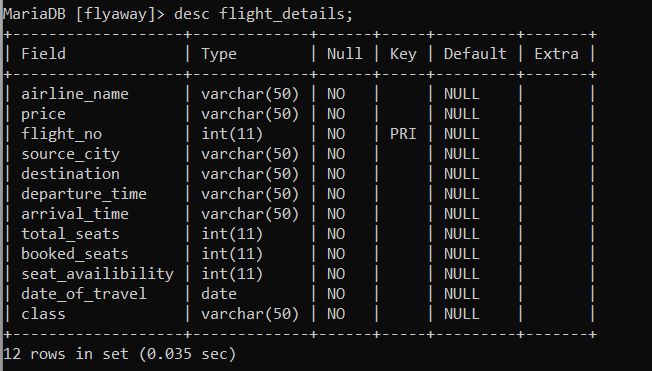 MariaDB [flyaway]> desc flight_details;
+-------------------+-------------+------+-----+---------+-------+
| Field             | Type        | Null | Key | Default | Extra |
+-------------------+-------------+------+-----+---------+-------+
| airline_name      | varchar(50) | NO   |     | NULL    |       |
| price             | varchar(50) | NO   |     | NULL    |       |
| flight_no         | int(11)     | NO   | PRI | NULL    |       |
| source_city       | varchar(50) | NO   |     | NULL    |       |
| destination       | varchar(50) | NO   |     | NULL    |       |
| departure_time    | varchar(50) | NO   |     | NULL    |       |
| arrival_time      | varchar(50) | NO   |     | NULL    |       |
| total_seats       | int(11)     | NO   |     | NULL    |       |
| booked_seats      | int(11)     | NO   |     | NULL    |       |
| seat_availibility | int(11)     | NO   |     | NULL    |       |
| date_of_travel    | date        | NO   |     | NULL    |       |
| class             | varchar(50) | NO   |     | NULL    |       |
+-------------------+-------------+------+-----+---------+-------+
12 rows in set (0.035 sec)